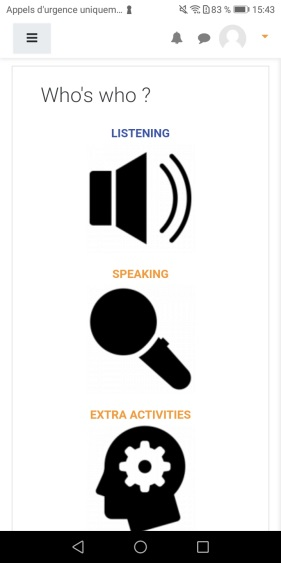 Appels d'urgence uniquem... 83 % 15:43
Who's who ?
LISTENING
SPEAKING
EXTRA ACTIVITIES